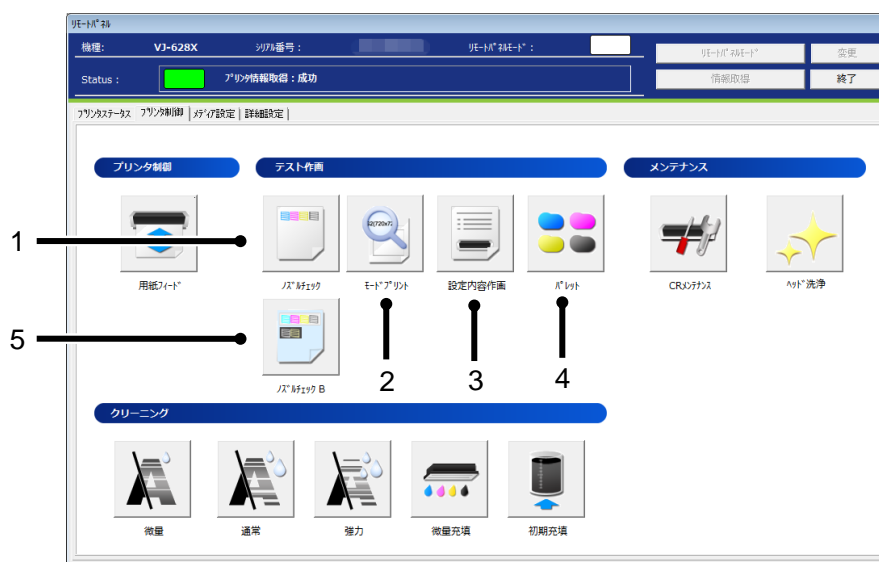 ﾘﾓｰﾄﾊﾟﾈﾙ
機種: VJ-628X ｼﾘｱﾙ番号： ﾘﾓｰﾄﾊﾟﾈﾙﾓｰﾄﾞ： ﾘﾓｰﾄﾊﾟﾈﾙﾓｰﾄﾞ 変更
Status： ﾌﾟﾘﾝﾀ情報取得：成功 情報取得 終了
ﾌﾟﾘﾝﾀｽﾃｰﾀｽ ﾌﾟﾘﾝﾀ制御 ﾒﾃﾞｨｱ設定 詳細設定
プリンタ制御 テスト作画 メンテナンス
62(720x72
1
用紙ﾌｨｰﾄﾞ ﾉｽﾞﾙﾁｪｯｸ ﾓｰﾄﾞﾌﾟﾘﾝﾄ 設定内容作画 ﾊﾟﾚｯﾄ CRﾒﾝﾃﾅﾝｽ ﾍｯﾄﾞ洗浄
5
2 3 4
ﾉｽﾞﾙﾁｪｯｸ B
クリーニング
微量 通常 強力 微量充填 初期充填